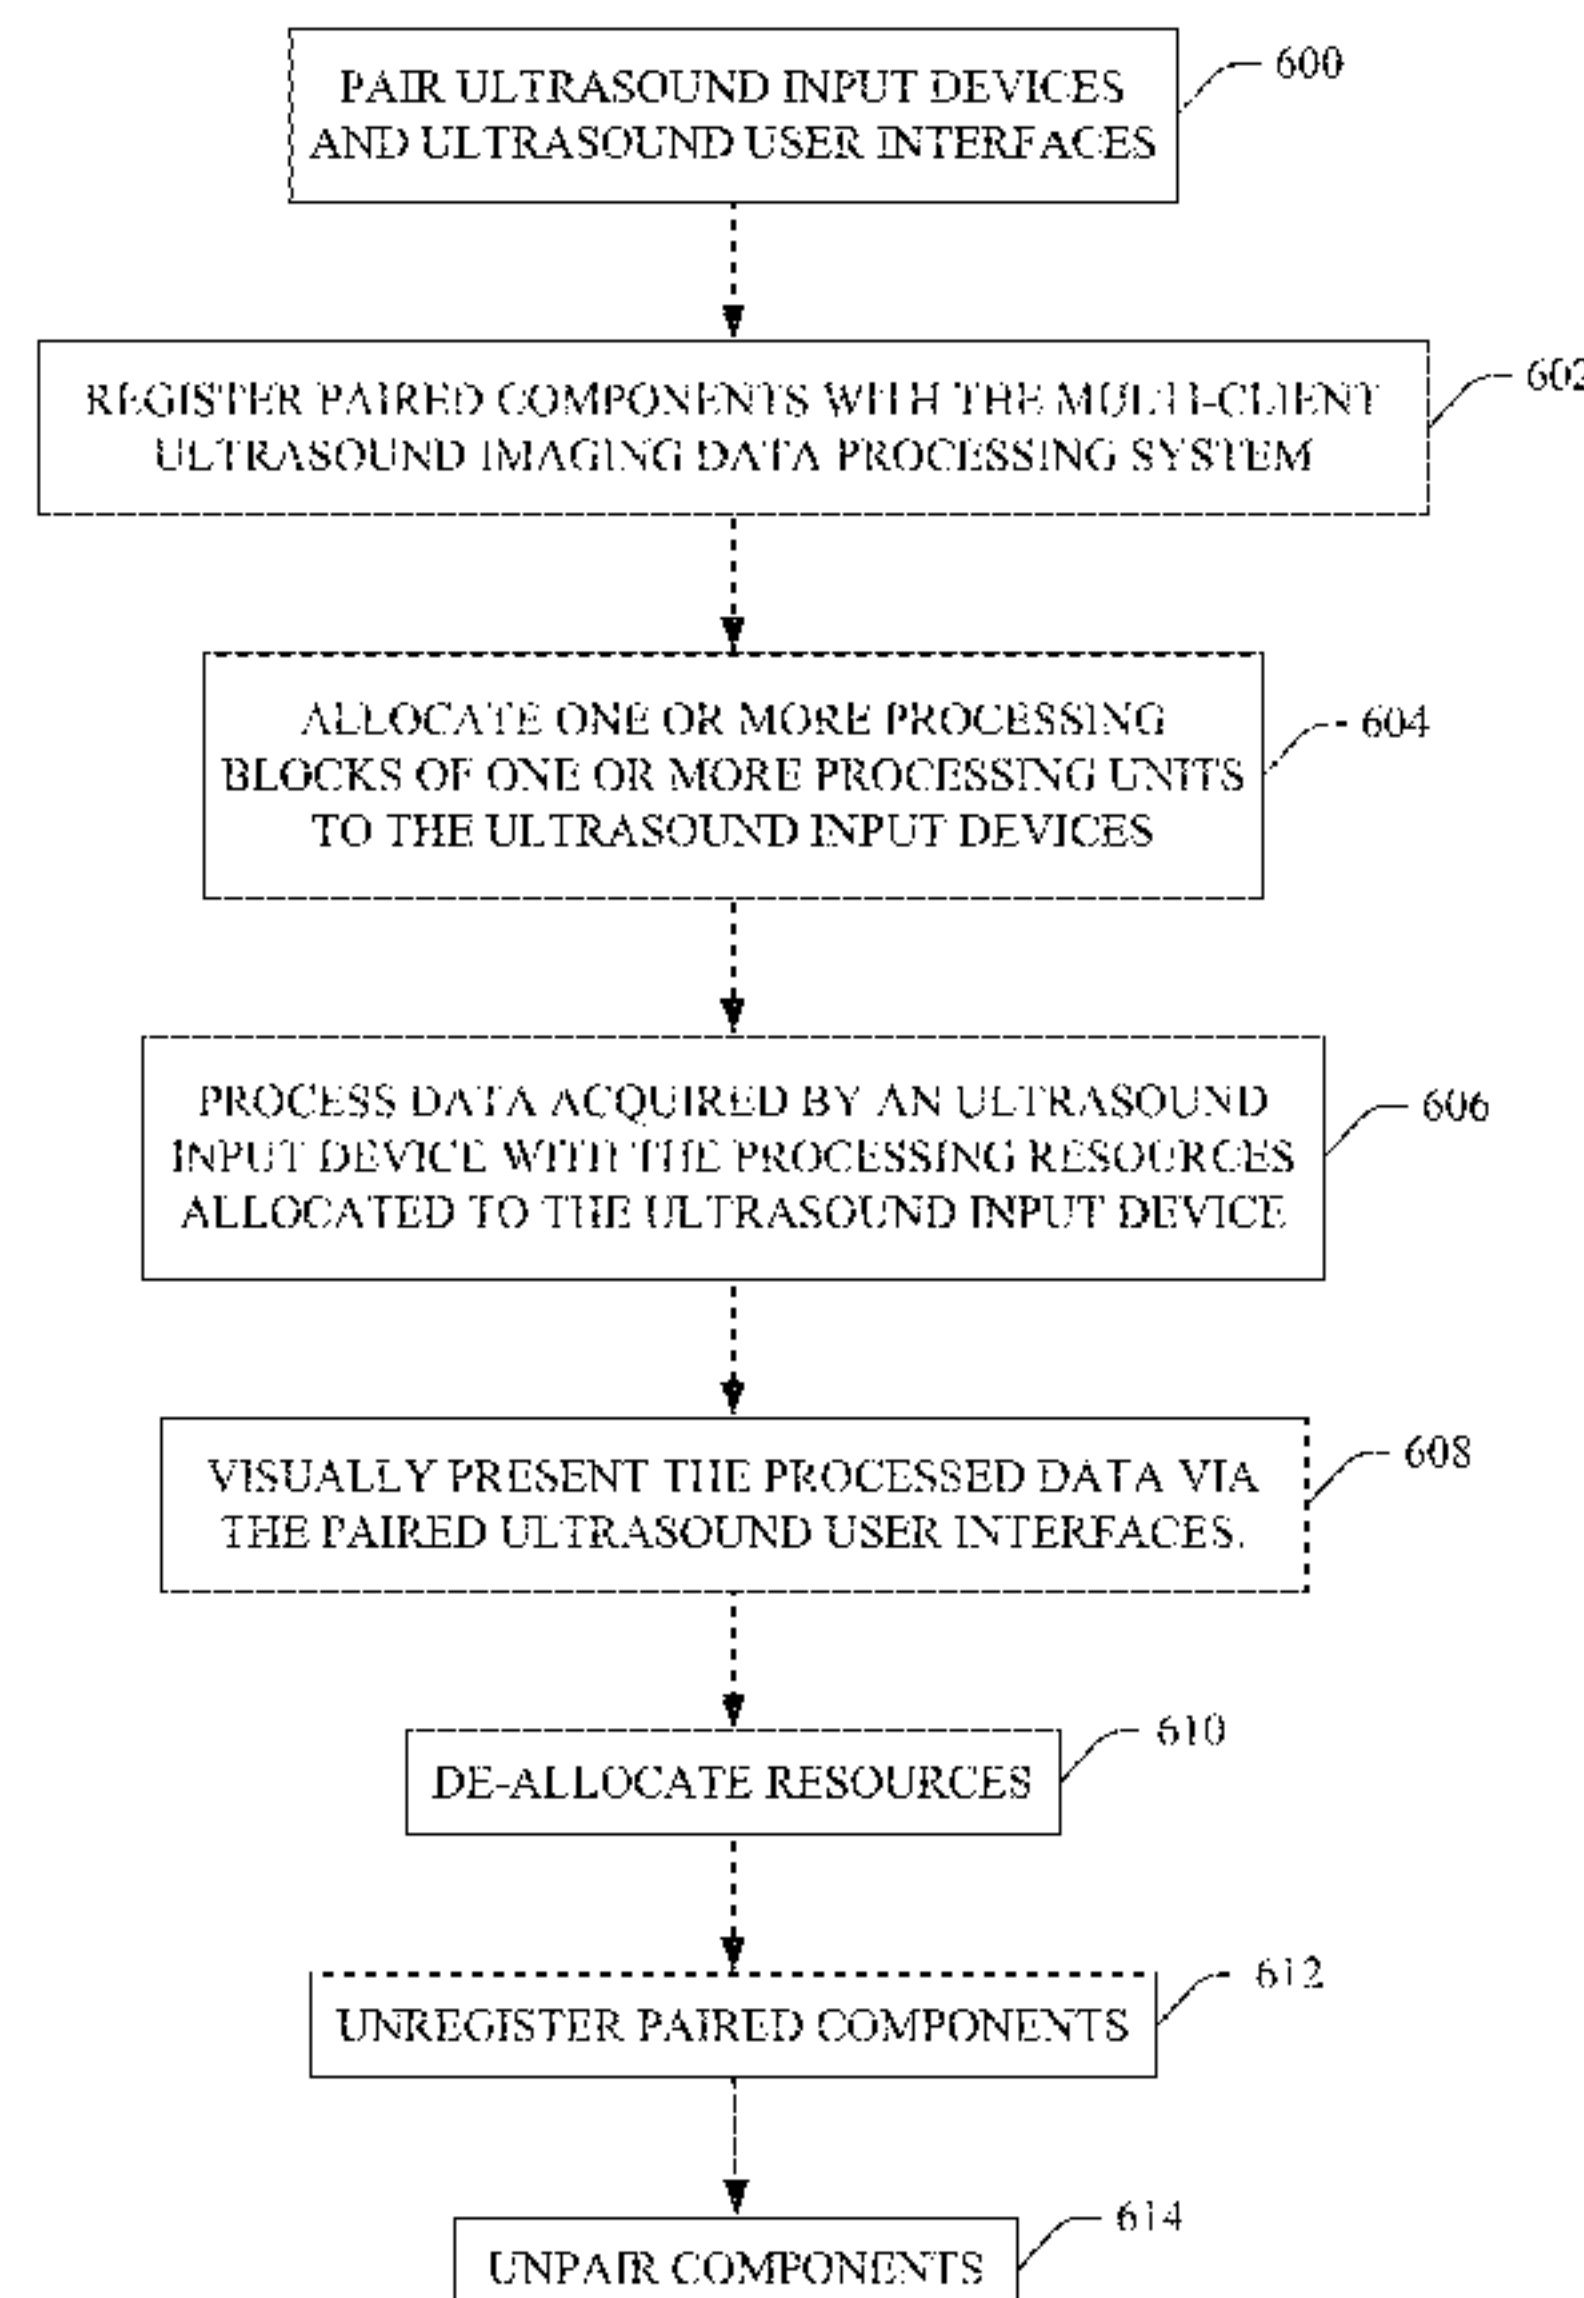 PAIR ULTRASOUND INPUT DEVICES
AND ULTRASOUND USER INTERFACES
600
REGISTER PAIRED COMPONENTS WITH THE MULTI-CLIENT
ULTRASOUND IMAGING DATA PROCESSING SYSTEM
602
ALLOCATE ONE OR MORE PROCESSING
BLOCKS OF ONE OR MORE PROCESSING UNITS
TO THE ULTRASOUND INPUT DEVICES
604
PROCESS DATA ACQUIRED BY AN ULTRASOUND
INPUT DEVICE WITH THE PROCESSING RESOURCES
ALLOCATED TO THE ULTRASOUND INPUT DEVICE
606
VISUALLY PRESENT THE PROCESSED DATA VIA
THE PAIRED ULTRASOUND USER INTERFACES.
608
DE-ALLOCATE RESOURCES
610
UNREGISTER PAIRED COMPONENTS
612
UNPAIR COMPONENTS
614